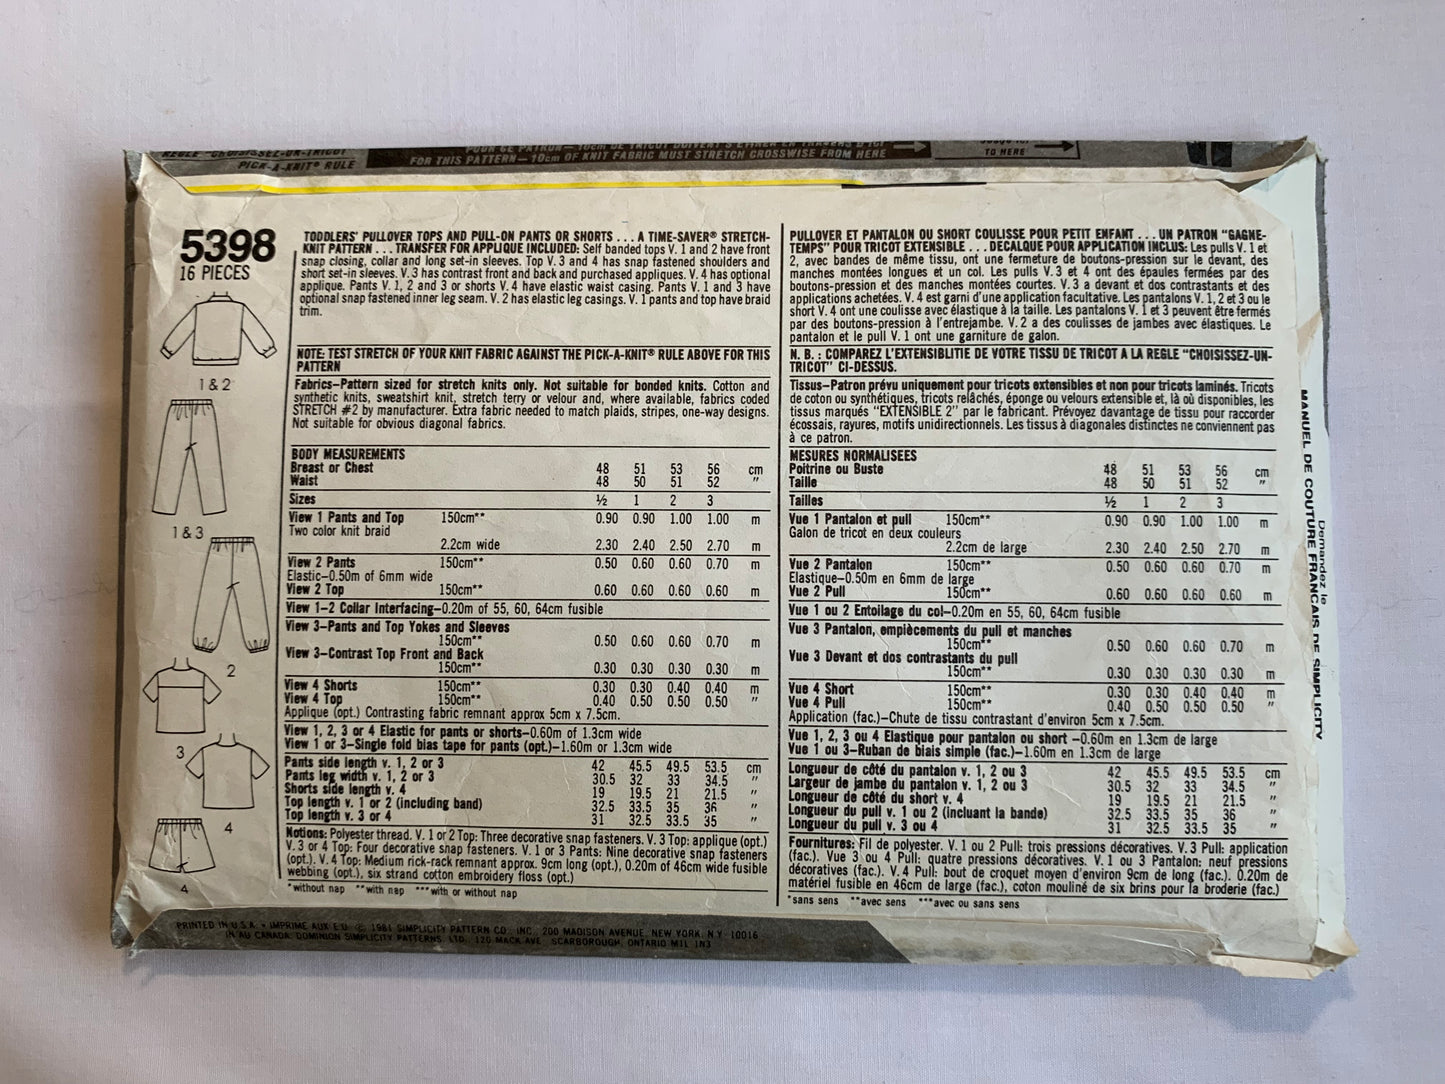 PICK-A-KNIT® RULE
FOR THIS PATTERN—10cm OF KNIT FABRIC MUST STRETCH CROSSWISE FROM HERE
TO HERE
5398
16 PIECES
1 & 2
1 & 3
2
3
4
4
TODDLERS' PULLOVER TOPS AND PULL-ON PANTS OR SHORTS . . . A TIME-SAVER® STRETCH-
KNIT PATTERN . . . TRANSFER FOR APPLIQUE INCLUDED: Self banded tops V. 1 and 2 have front
snap closing, collar and long set-in sleeves. Top V. 3 and 4 has snap fastened shoulders and
short set-in sleeves. V. 3 has contrast front and back and purchased appliques. V. 4 has optional
applique. Pants V. 1, 2 and 3 or shorts V. 4 have elastic waist casing. Pants V. 1 and 3 have
optional snap fastened inner leg seam. V. 2 has elastic leg casings. V. 1 pants and top have braid
trim.
NOTE: TEST STRETCH OF YOUR KNIT FABRIC AGAINST THE PICK-A-KNIT® RULE ABOVE FOR THIS
PATTERN
Fabrics—Pattern sized for stretch knits only. Not suitable for bonded knits. Cotton and
synthetic knits, sweatshirt knit, stretch terry or velour and, where available, fabrics coded
STRETCH #2 by manufacturer. Extra fabric needed to match plaids, stripes, one-way designs.
Not suitable for obvious diagonal fabrics.
BODY MEASUREMENTS
Breast or Chest 48 51 53 56 cm
Waist 48 50 51 52 "
Sizes ½ 1 2 3
View 1 Pants and Top 150cm** 0.90 0.90 1.00 1.00 m
Two color knit braid
2.2cm wide 2.30 2.40 2.50 2.70 m
View 2 Pants 150cm** 0.50 0.60 0.60 0.70 m
Elastic—0.50m of 6mm wide
View 2 Top 150cm** 0.60 0.60 0.60 0.60 m
View 1-2 Collar Interfacing—0.20m of 55, 60, 64cm fusible
View 3—Pants and Top Yokes and Sleeves
150cm** 0.50 0.60 0.60 0.70 m
View 3—Contrast Top Front and Back
150cm** 0.30 0.30 0.30 0.30 m
View 4 Shorts 150cm** 0.30 0.30 0.40 0.40 m
View 4 Top 150cm** 0.40 0.50 0.50 0.50 "
Applique (opt.) Contrasting fabric remnant approx 5cm x 7.5cm.
View 1, 2, 3 or 4 Elastic for pants or shorts—0.60m of 1.3cm wide
View 1 or 3—Single fold bias tape for pants (opt.)—1.60m or 1.3cm wide
Pants side length v. 1, 2 or 3 42 45.5 49.5 53.5 cm
Pants leg width v. 1, 2 or 3 30.5 32 33 34.5 "
Shorts side length v. 4 19 19.5 21 21.5 "
Top length v. 1 or 2 (including band) 32.5 33.5 35 36 "
Top length v. 3 or 4 31 32.5 33.5 35 "
Notions: Polyester thread. V. 1 or 2 Top: Three decorative snap fasteners. V. 3 Top: applique (opt.)
V. 3 or 4 Top: Four decorative snap fasteners. V. 1 or 3 Pants: Nine decorative snap fasteners
(opt.). V. 4 Top: Medium rick-rack remnant approx. 9cm long (opt.), 0.20m of 46cm wide fusible
webbing (opt.), six strand cotton embroidery floss (opt.)
*without nap **with nap ***with or without nap
PULLOVER ET PANTALON OU SHORT COULISSE POUR PETIT ENFANT . . . UN PATRON "GAGNE-
TEMPS" POUR TRICOT EXTENSIBLE . . . DECALQUE POUR APPLICATION INCLUS: Les pulls V. 1 et
2, avec bandes de même tissu, ont une fermeture de boutons-pression sur le devant, des
manches montées longues et un col. Les pulls V. 3 et 4 ont des épaules fermées par des
boutons-pression et des manches montées courtes. V. 3 a devant et dos contrastants et des
applications achetées. V. 4 est garni d'une application facultative. Les pantalons V. 1, 2 et 3 ou le
short V. 4 ont une coulisse avec élastique à la taille. Les pantalons V. 1 et 3 peuvent être fermés
par des boutons-pression à l'entrejambe. V. 2 a des coulisses de jambes avec élastiques. Le
pantalon et le pull V. 1 ont une garniture de galon.
N. B. : COMPAREZ L'EXTENSIBLITIE DE VOTRE TISSU DE TRICOT A LA REGLE "CHOISISSEZ-UN-
TRICOT" CI-DESSUS.
Tissus—Patron prévu uniquement pour tricots extensibles et non pour tricots laminés. Tricots
de coton ou synthétiques, tricots relâchés, éponge ou velours extensible et, là où disponibles, les
tissus marqués "EXTENSIBLE 2" par le fabricant. Prévoyez davantage de tissu pour raccorder
écossais, rayures, motifs unidirectionnels. Les tissus à diagonales distinctes ne conviennent pas
à ce patron.
MESURES NORMALISEES
Poitrine ou Buste 48 51 53 56 cm
Taille 48 50 51 52 "
Tailles ½ 1 2 3
Vue 1 Pantalon et pull 150cm** 0.90 0.90 1.00 1.00 m
Galon de tricot en deux couleurs
2.2cm de large 2.30 2.40 2.50 2.70 m
Vue 2 Pantalon 150cm** 0.50 0.60 0.60 0.70 m
Elastique—0.50m en 6mm de large
Vue 2 Pull 150cm** 0.60 0.60 0.60 0.60 m
Vue 1 ou 2 Entoilage du col—0.20m en 55, 60, 64cm fusible
Vue 3 Pantalon, empiècements du pull et manches
150cm** 0.50 0.60 0.60 0.70 m
Vue 3 Devant et dos contrastants du pull
150cm** 0.30 0.30 0.30 0.30 m
Vue 4 Short 150cm** 0.30 0.30 0.40 0.40 m
Vue 4 Pull 150cm** 0.40 0.50 0.50 0.50 "
Application (fac.)—Chute de tissu contrastant d'environ 5cm x 7.5cm.
Vue 1, 2, 3 ou 4 Elastique pour pantalon ou short -0.60m en 1.3cm de large
Vue 1 ou 3—Ruban de biais simple (fac.)—1.60m en 1.3cm de large
Longueur de côté du pantalon v. 1, 2 ou 3 42 45.5 49.5 53.5 cm
Largeur de jambe du pantalon v. 1, 2 ou 3 30.5 32 33 34.5 "
Longueur de côté du short v. 4 19 19.5 21 21.5 "
Longueur du pull v. 1 ou 2 (incluant la bande) 32.5 33.5 35 36 "
Longueur du pull v. 3 ou 4 31 32.5 33.5 35 "
Fournitures: Fil de polyester. V. 1 ou 2 Pull: trois pressions décoratives. V. 3 Pull: application
(fac.). Vue 3 ou 4 Pull: quatre pressions décoratives. V. 1 ou 3 Pantalon: neuf pressions
décoratives (fac.). V. 4 Pull: bout de croquet moyen d'environ 9cm de long (fac.). 0.20m de
matériel fusible en 46cm de large (fac.), coton mouliné de six brins pour la broderie (fac.)
*sans sens **avec sens ***avec ou sans sens
Demandez le
MANUEL DE COUTURE FRANÇAIS DE SIMPLICITY
PRINTED IN U.S.A. • IMPRIME AUX E.U. © 1981 SIMPLICITY PATTERN CO. INC. 200 MADISON AVENUE, NEW YORK, N.Y. 10016
IN AU CANADA: DOMINION SIMPLICITY PATTERNS, LTD. 120 MACK AVE. SCARBOROUGH, ONTARIO M1L 1N3